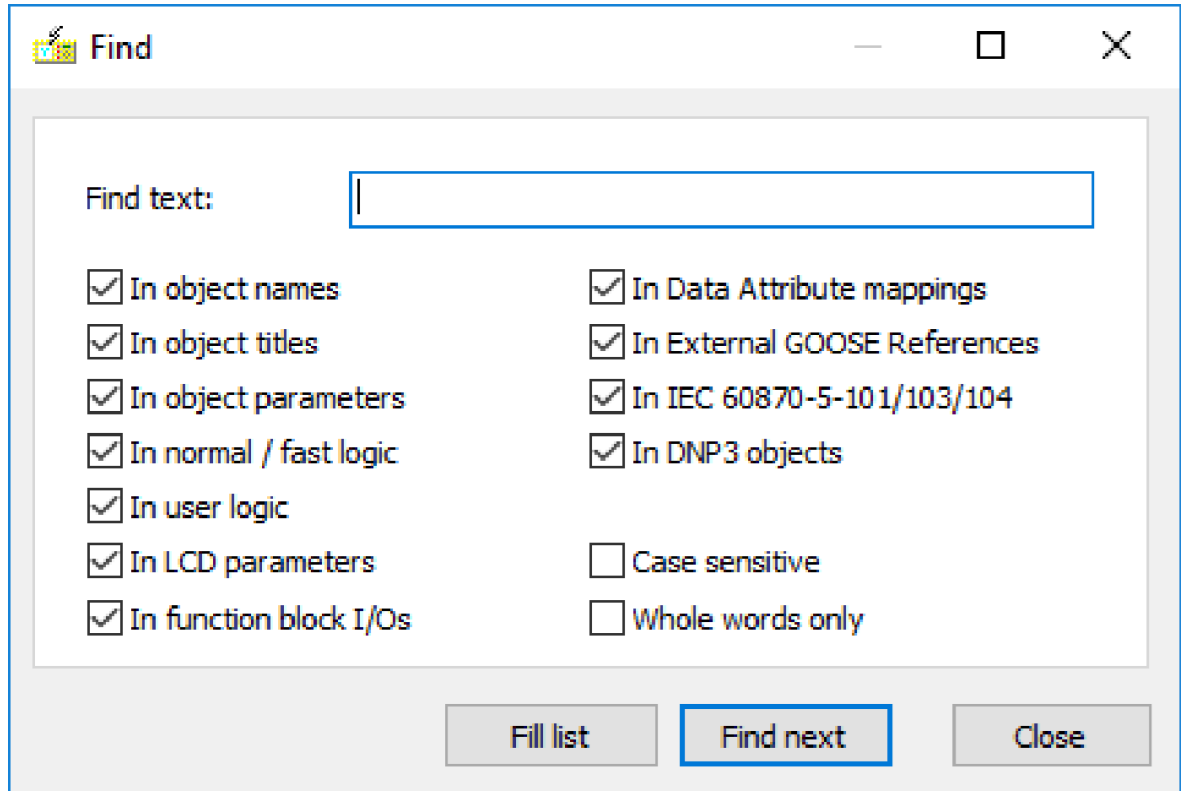 Find
Find text:
In object names
In object titles
In object parameters
In normal / fast logic
In user logic
In LCD parameters
In function block I/Os
In Data Attribute mappings
In External GOOSE References
In IEC 60870-5-101/103/104
In DNP3 objects
Case sensitive
Whole words only
Fill list
Find next
Close